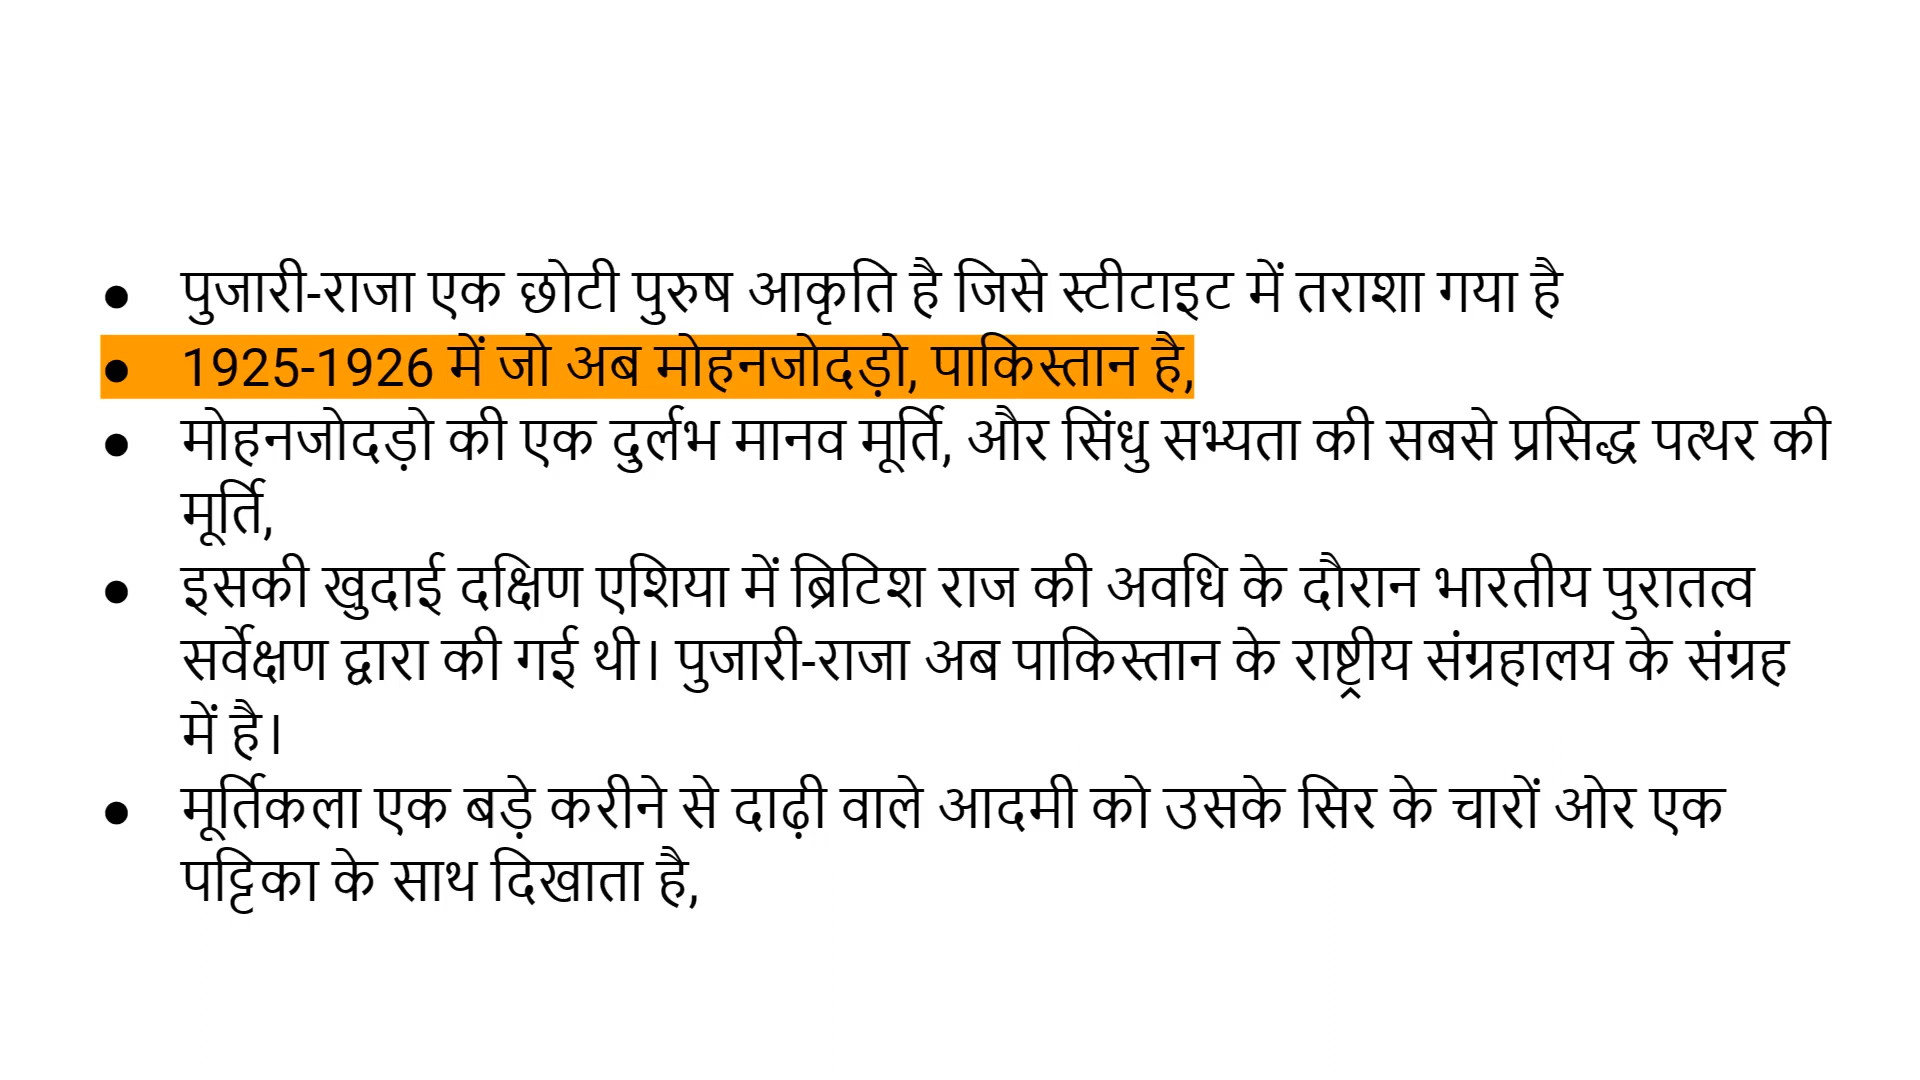 ● पुजारी-राजा एक छोटी पुरुष आकृति है जिसे स्टीटाइट में तराशा गया है
● 1925-1926 में जो अब मोहनजोदड़ो, पाकिस्तान है,
● मोहनजोदड़ो की एक दुर्लभ मानव मूर्ति, और सिंधु सभ्यता की सबसे प्रसिद्ध पत्थर की
मूर्ति,
● इसकी खुदाई दक्षिण एशिया में ब्रिटिश राज की अवधि के दौरान भारतीय पुरातत्व
सर्वेक्षण द्वारा की गई थी। पुजारी-राजा अब पाकिस्तान के राष्ट्रीय संग्रहालय के संग्रह
में है।
● मूर्तिकला एक बड़े करीने से दाढ़ी वाले आदमी को उसके सिर के चारों ओर एक
पट्टिका के साथ दिखाता है,